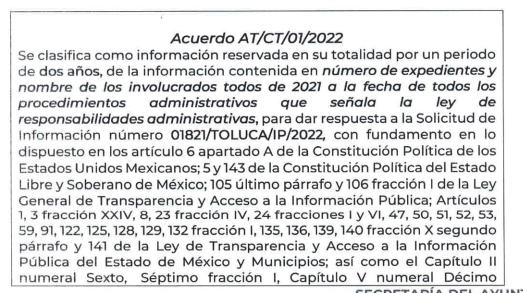 Acuerdo AT/CT/01/2022
Se clasifica como información reservada en su totalidad por un periodo
de dos años, de la información contenida en número de expedientes y
nombre de los involucrados todos de 2021 a la fecha de todos los
procedimientos administrativos que señala la ley de
responsabilidades administrativas, para dar respuesta a la Solicitud de
Información número 01821/TOLUCA/IP/2022, con fundamento en lo
dispuesto en los artículo 6 apartado A de la Constitución Política de los
Estados Unidos Mexicanos; 5 y 143 de la Constitución Política del Estado
Libre y Soberano de México; 105 último párrafo y 106 fracción I de la Ley
General de Transparencia y Acceso a la Información Pública; Artículos
1, 3 fracción XXIV, 8, 23 fracción IV, 24 fracciones I y VI, 47, 50, 51, 52, 53,
59, 91, 122, 125, 128, 129, 132 fracción I, 135, 136, 139, 140 fracción X segundo
párrafo y 141 de la Ley de Transparencia y Acceso a la Información
Pública del Estado de México y Municipios; así como el Capítulo II
numeral Sexto, Séptimo fracción I, Capítulo V numeral Décimo
SECRETARÍA DEL AYUNT